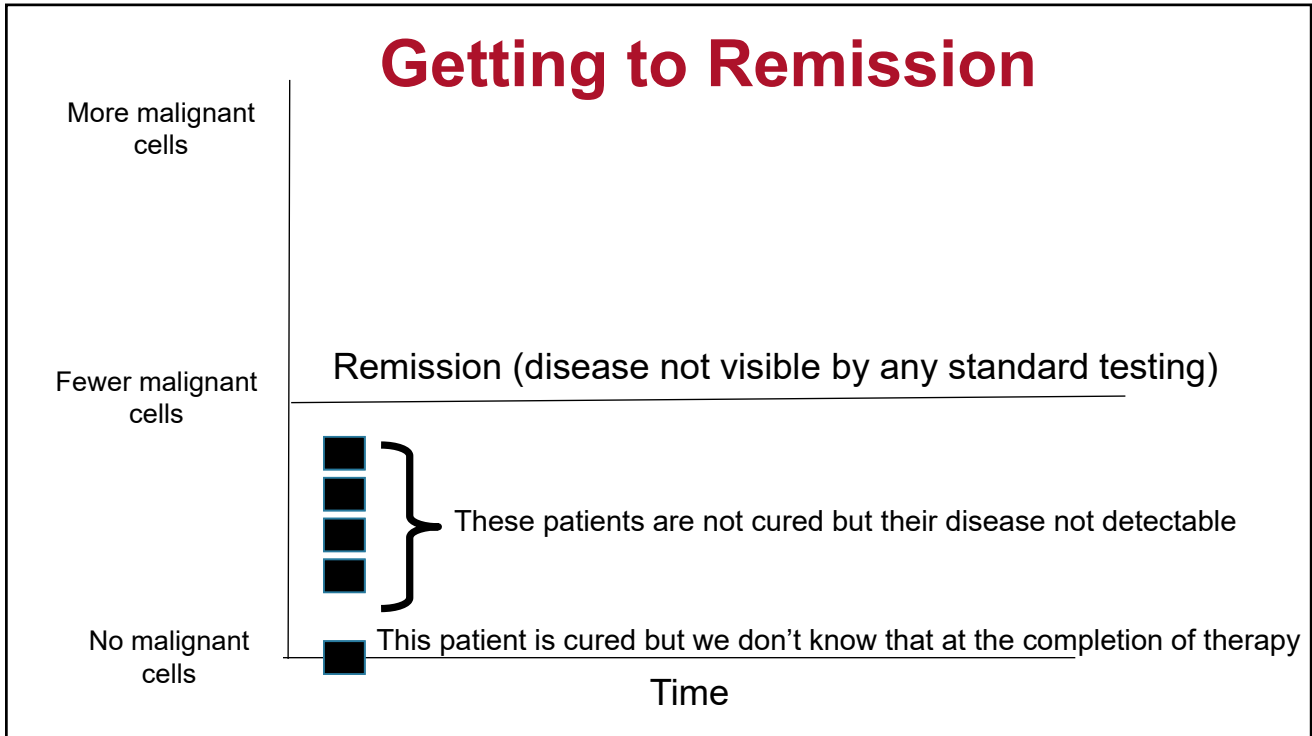 Getting to Remission
More malignant
cells
Remission (disease not visible by any standard testing)
Fewer malignant
cells
These patients are not cured but their disease not detectable
No malignant
cells
This patient is cured but we don’t know that at the completion of therapy
Time